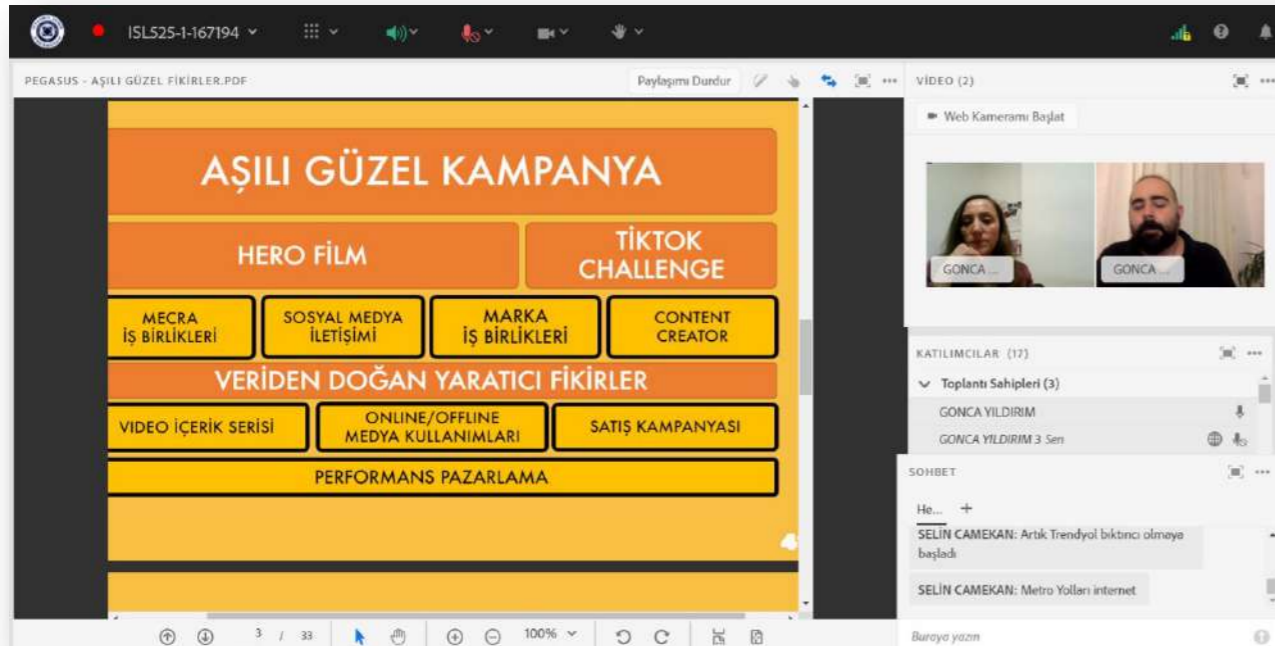 ISL525-1-167194
PEGASUS - AŞILI GÜZEL FİKİRLER.PDF
Paylaşımı Durdur
AŞILI GÜZEL KAMPANYA
HERO FİLM
TİKTOK
CHALLENGE
MECRA
İŞ BİRLİKLERİ
SOSYAL MEDYA
İLETİŞİMİ
MARKA
İŞ BİRLİKLERİ
CONTENT
CREATOR
VERİDEN DOĞAN YARATICI FİKİRLER
VIDEO İÇERİK SERİSİ
ONLINE/OFFLINE
MEDYA KULLANIMLARI
SATIŞ KAMPANYASI
PERFORMANS PAZARLAMA
3 / 33
100%
VİDEO (2)
Web Kameramı Başlat
GONCA ...
GONCA ...
KATILIMCILAR (17)
Toplantı Sahipleri (3)
GONCA YILDIRIM
GONCA YILDIRIM 3 Sen
SOHBET
He... +
SELİN CAMEKAN: Artık Trendyol bıktırıcı olmaya
başladı
SELİN CAMEKAN: Metro Yolları internet
Buraya yazın